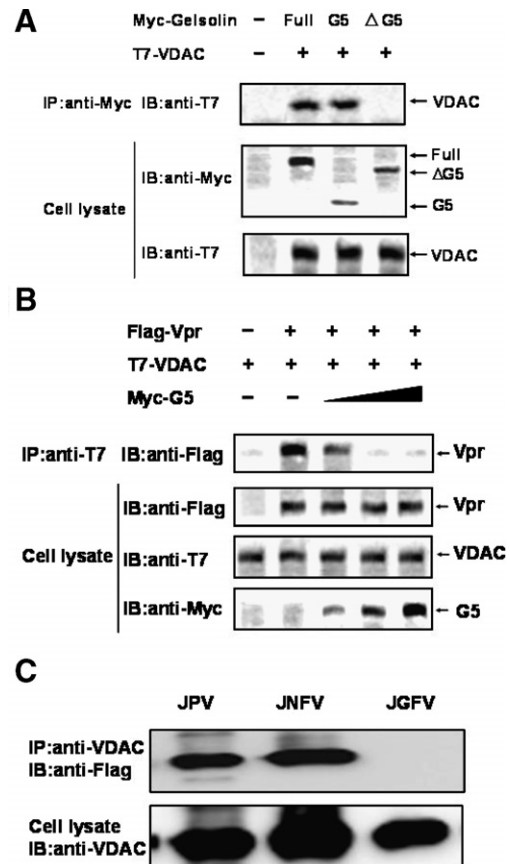 A
Myc-Gelsolin – Full G5 ΔG5
T7-VDAC – + + +
IP:anti-Myc IB:anti-T7 ← VDAC
Cell lysate
IB:anti-Myc
← Full
← ΔG5
← G5
IB:anti-T7 ← VDAC
B
Flag-Vpr – + + + +
T7-VDAC + + + + +
Myc-G5 – –
IP:anti-T7 IB:anti-Flag ← Vpr
Cell lysate
IB:anti-Flag ← Vpr
IB:anti-T7 ← VDAC
IB:anti-Myc ← G5
C
JPV JNFV JGFV
IP:anti-VDAC
IB:anti-Flag
Cell lysate
IB:anti-VDAC